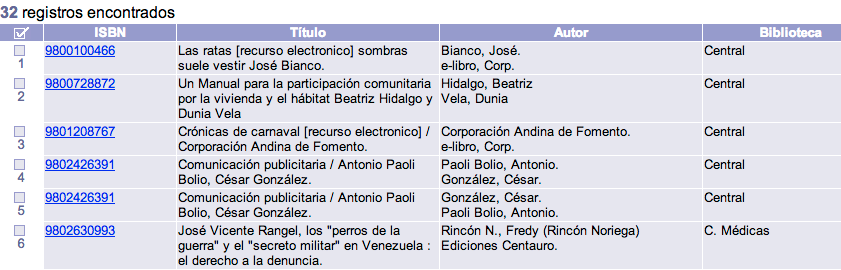 32 registros encontrados
ISBN Título Autor Biblioteca
1 9800100466 Las ratas [recurso electronico] sombras suele vestir José Bianco. Bianco, José. e-libro, Corp. Central
2 9800728872 Un Manual para la participación comunitaria por la vivienda y el hábitat Beatriz Hidalgo y Dunia Vela Hidalgo, Beatriz Vela, Dunia Central
3 9801208767 Crónicas de carnaval [recurso electronico] / Corporación Andina de Fomento. Corporación Andina de Fomento. e-libro, Corp. Central
4 9802426391 Comunicación publicitaria / Antonio Paoli Bolio, César González. Paoli Bolio, Antonio. González, César. Central
5 9802426391 Comunicación publicitaria / Antonio Paoli Bolio, César González. González, César. Paoli Bolio, Antonio. Central
6 9802630993 José Vicente Rangel, los "perros de la guerra" y el "secreto militar" en Venezuela : el derecho a la denuncia. Rincón N., Fredy (Rincón Noriega) Ediciones Centauro. C. Médicas